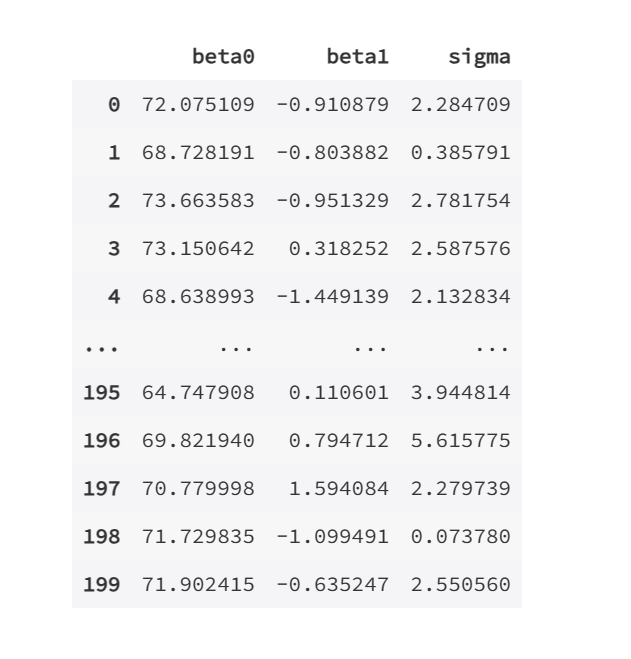 beta0 beta1 sigma
0 72.075109 -0.910879 2.284709
1 68.728191 -0.803882 0.385791
2 73.663583 -0.951329 2.781754
3 73.150642 0.318252 2.587576
4 68.638993 -1.449139 2.132834
... ... ... ...
195 64.747908 0.110601 3.944814
196 69.821940 0.794712 5.615775
197 70.779998 1.594084 2.279739
198 71.729835 -1.099491 0.073780
199 71.902415 -0.635247 2.550560